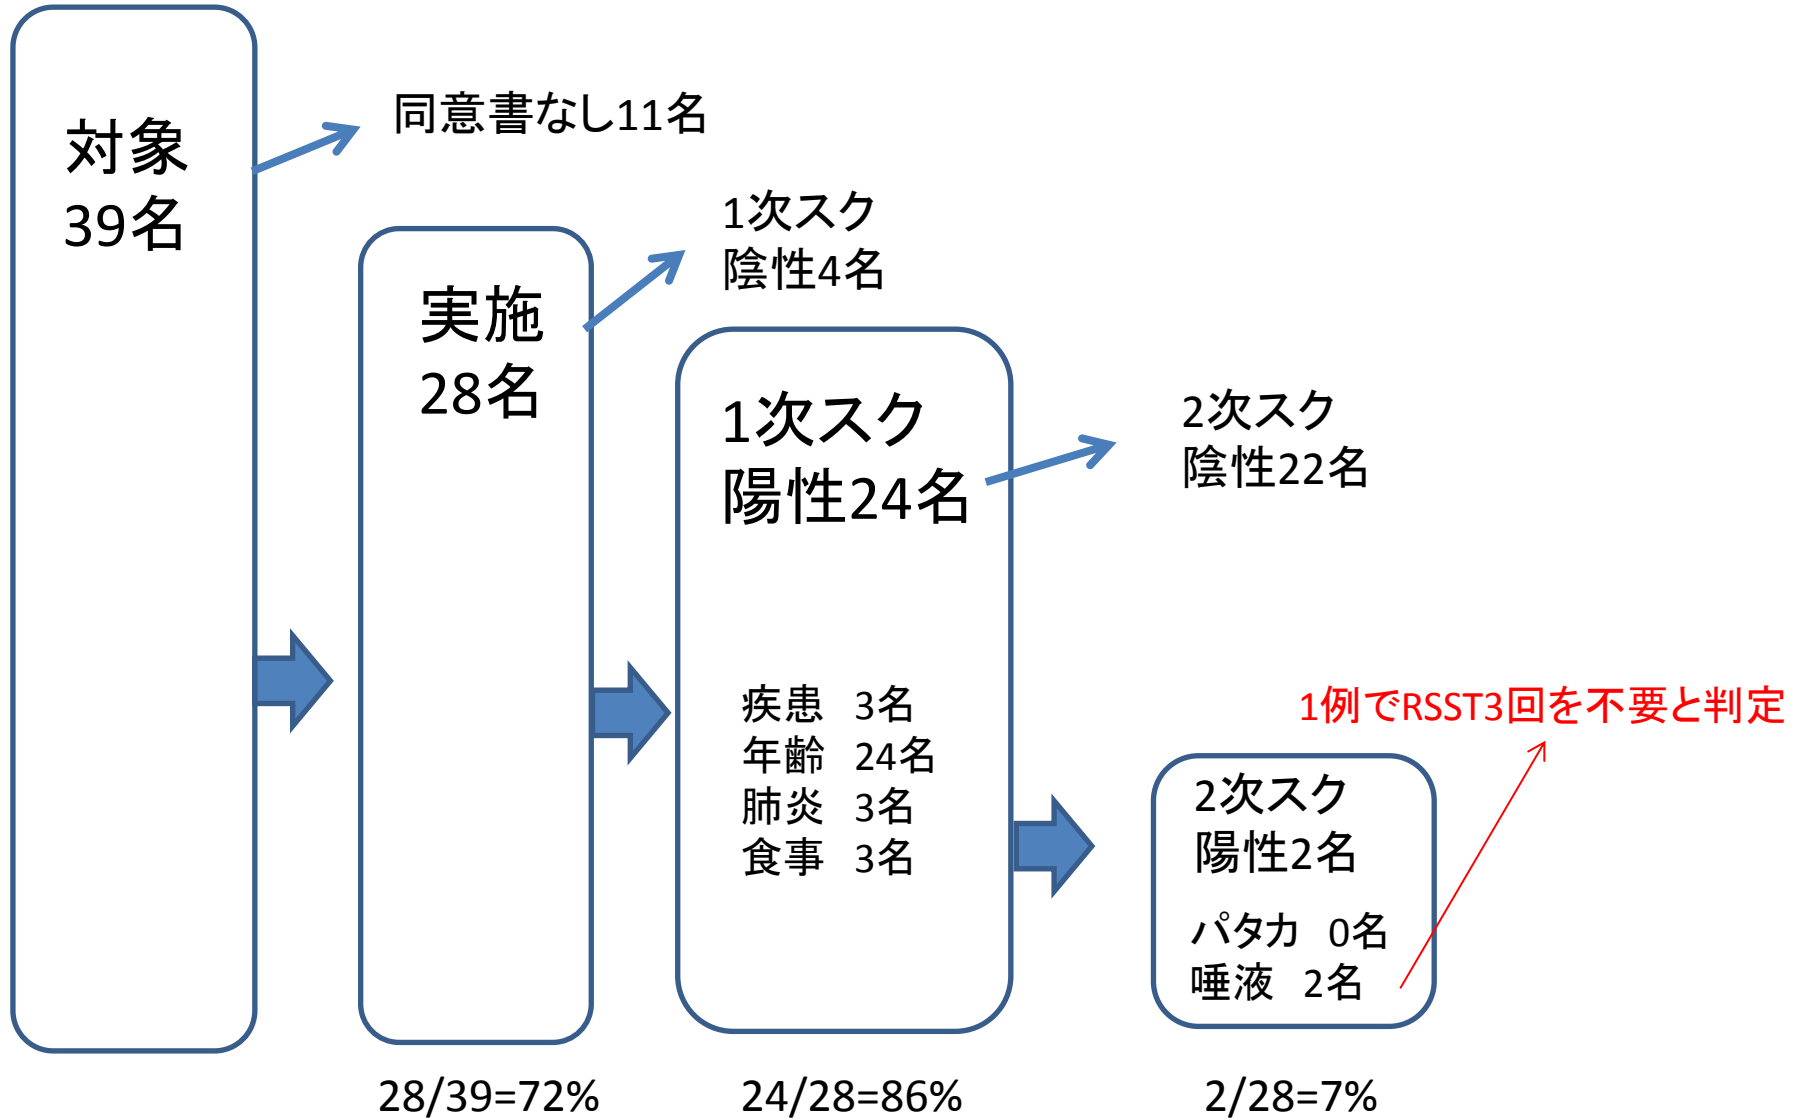 対象
39名
同意書なし11名
実施
28名
1次スク
陰性4名
1次スク
陽性24名
疾患 3名
年齢 24名
肺炎 3名
食事 3名
2次スク
陰性22名
1例でRSST3回を不要と判定
2次スク
陽性2名
パタカ 0名
唾液 2名
28/39=72%
24/28=86%
2/28=7%